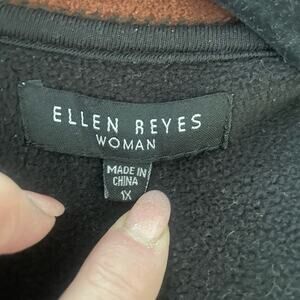 ELLEN REYES
WOMAN
MADE IN
CHINA
1X